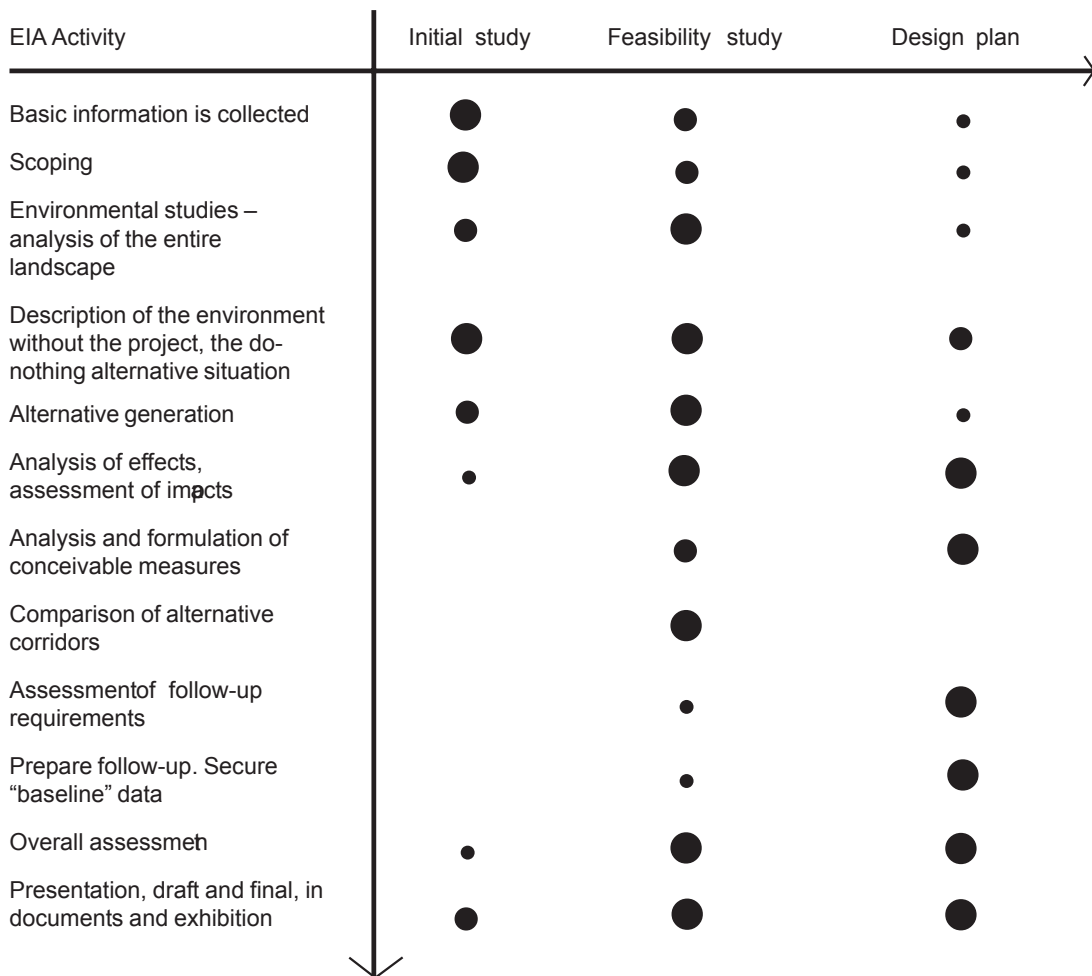 EIA Activity Initial study Feasibility study Design plan
Basic information is collected
Scoping
Environmental studies –
analysis of the entire
landscape
Description of the environment
without the project, the do-
nothing alternative situation
Alternative generation
Analysis of effects,
assessment of impacts
Analysis and formulation of
conceivable measures
Comparison of alternative
corridors
Assessmentof follow-up
requirements
Prepare follow-up. Secure
“baseline” data
Overall assessment
Presentation, draft and final, in
documents and exhibition